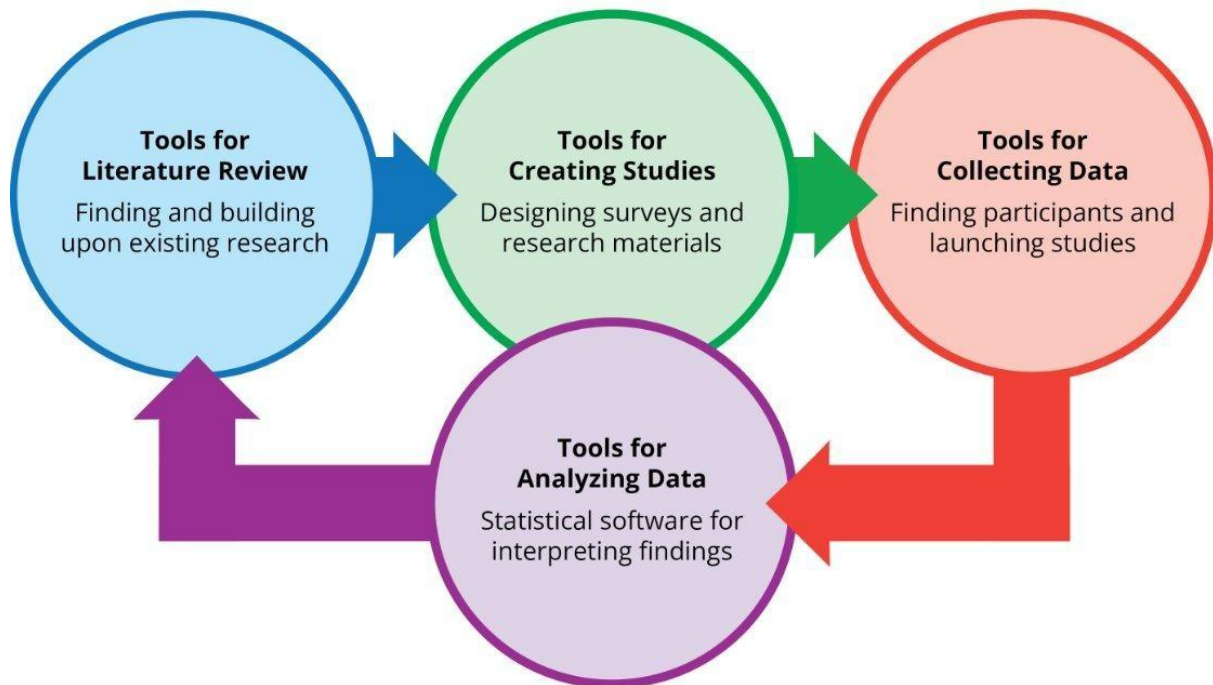 Tools for
Literature Review
Finding and building
upon existing research
Tools for
Creating Studies
Designing surveys and
research materials
Tools for
Collecting Data
Finding participants and
launching studies
Tools for
Analyzing Data
Statistical software for
interpreting findings